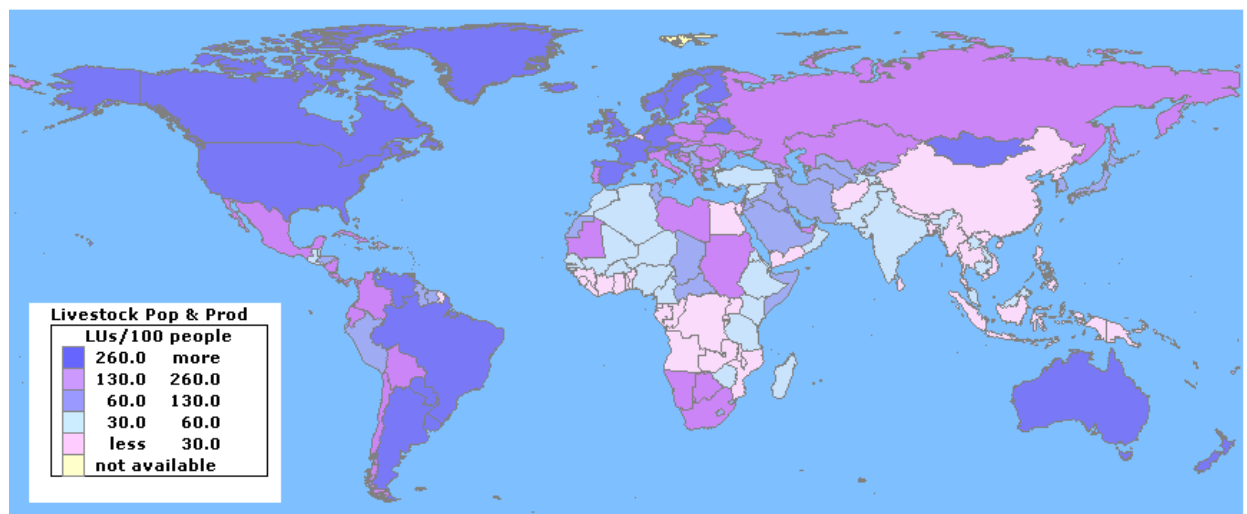 Livestock Pop & Prod
LUs/100 people
260.0 more
130.0 260.0
60.0 130.0
30.0 60.0
less 30.0
not available